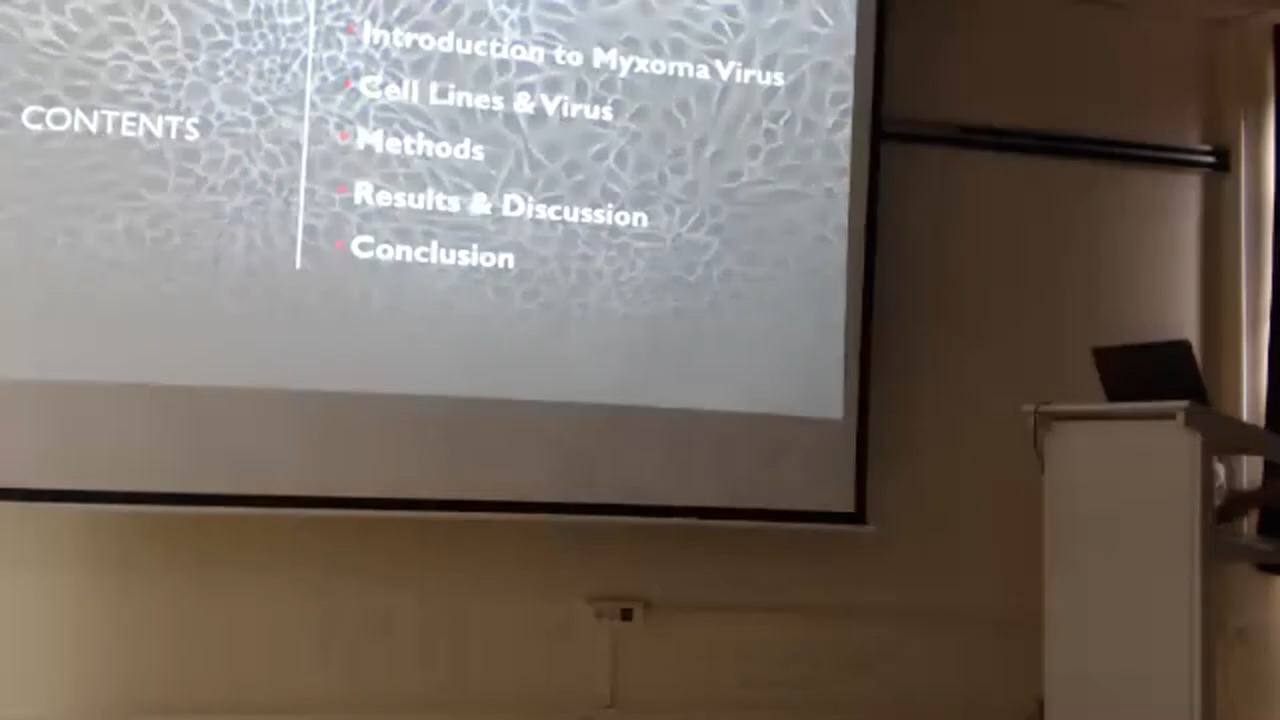 CONTENTS
Introduction to Myxoma Virus
Cell Lines & Virus
Methods
Results & Discussion
Conclusion